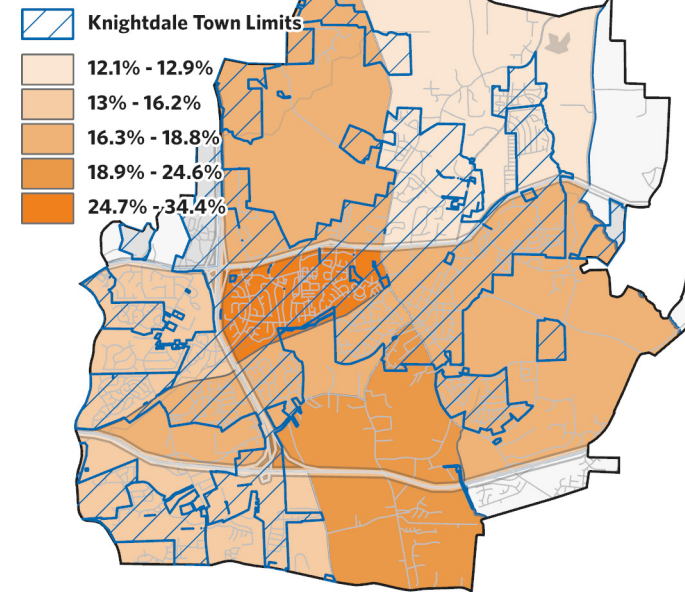 Knightdale Town Limits
12.1% - 12.9%
13% - 16.2%
16.3% - 18.8%
18.9% - 24.6%
24.7% - 34.4%